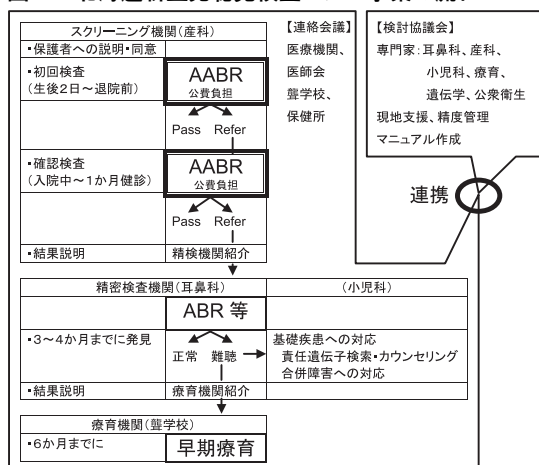 スクリーニング機関(産科)
・保護者への説明・同意
・初回検査
(生後2日~退院前)
AABR
公費負担
Pass Refer
・確認検査
(入院中~1か月健診)
AABR
公費負担
Pass Refer
・結果説明
精検機関紹介
【連絡会議】
医療機関、
医師会
聾学校、
保健所
【検討協議会】
専門家:耳鼻科、産科、
小児科、療育、
遺伝学、公衆衛生
現地支援、精度管理
マニュアル作成
連携
精密検査機関(耳鼻科)
(小児科)
ABR 等
・3~4か月までに発見
正常 難聴
基礎疾患への対応
責任遺伝子検索・カウンセリング
合併障害への対応
・結果説明
療育機関紹介
療育機関(聾学校)
・6か月までに
早期療育